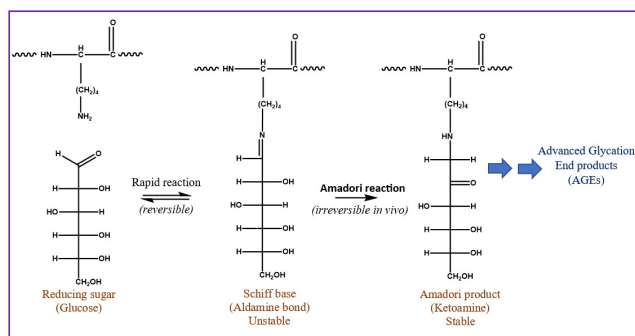 O
HN
C
C
H
(CH₂)₄
NH₂
O
HN
C
C
H
(CH₂)₄
N
O
HN
C
C
H
(CH₂)₄
HN
H
O
H
OH
HO
H
H
OH
H
OH
CH₂OH
Reducing sugar
(Glucose)
Rapid reaction
(reversible)
H
H
OH
HO
H
H
OH
H
OH
CH₂OH
Schiff base
(Aldamine bond)
Unstable
Amadori reaction
(irreversible in vivo)
H
H
O
HO
H
H
OH
H
OH
CH₂OH
Amadori product
(Ketoamine)
Stable
Advanced Glycation
End products
(AGEs)